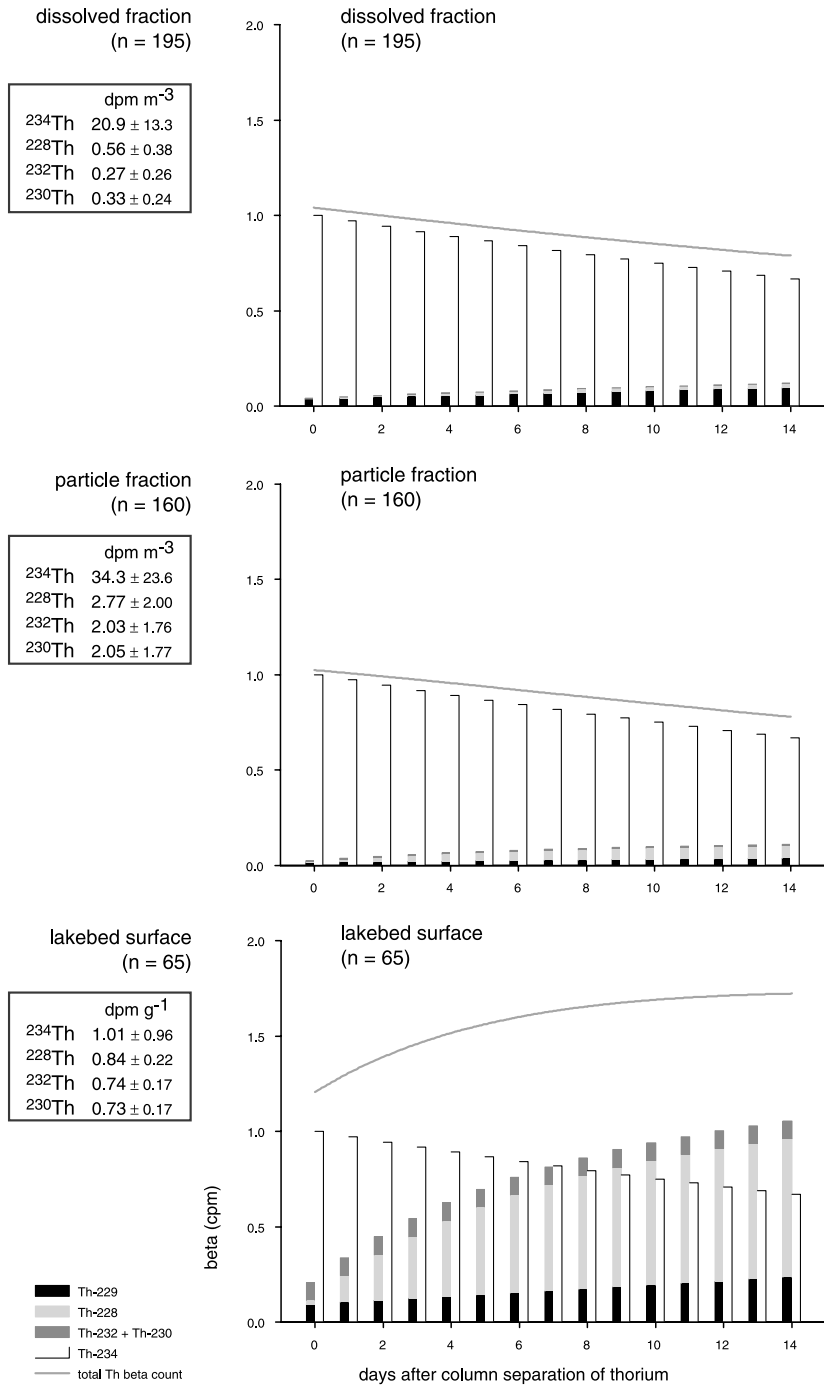 dissolved fraction
(n = 195)
dpm m-3
234Th 20.9 ± 13.3
228Th 0.56 ± 0.38
232Th 0.27 ± 0.26
230Th 0.33 ± 0.24
dissolved fraction
(n = 195)
2.0
1.5
1.0
0.5
0.0
0 2 4 6 8 10 12 14
particle fraction
(n = 160)
dpm m-3
234Th 34.3 ± 23.6
228Th 2.77 ± 2.00
232Th 2.03 ± 1.76
230Th 2.05 ± 1.77
particle fraction
(n = 160)
2.0
1.5
1.0
0.5
0.0
0 2 4 6 8 10 12 14
lakebed surface
(n = 65)
dpm g-1
234Th 1.01 ± 0.96
228Th 0.84 ± 0.22
232Th 0.74 ± 0.17
230Th 0.73 ± 0.17
lakebed surface
(n = 65)
2.0
1.5
1.0
0.5
0.0
beta (cpm)
0 2 4 6 8 10 12 14
days after column separation of thorium
Th-229
Th-228
Th-232 + Th-230
Th-234
total Th beta count